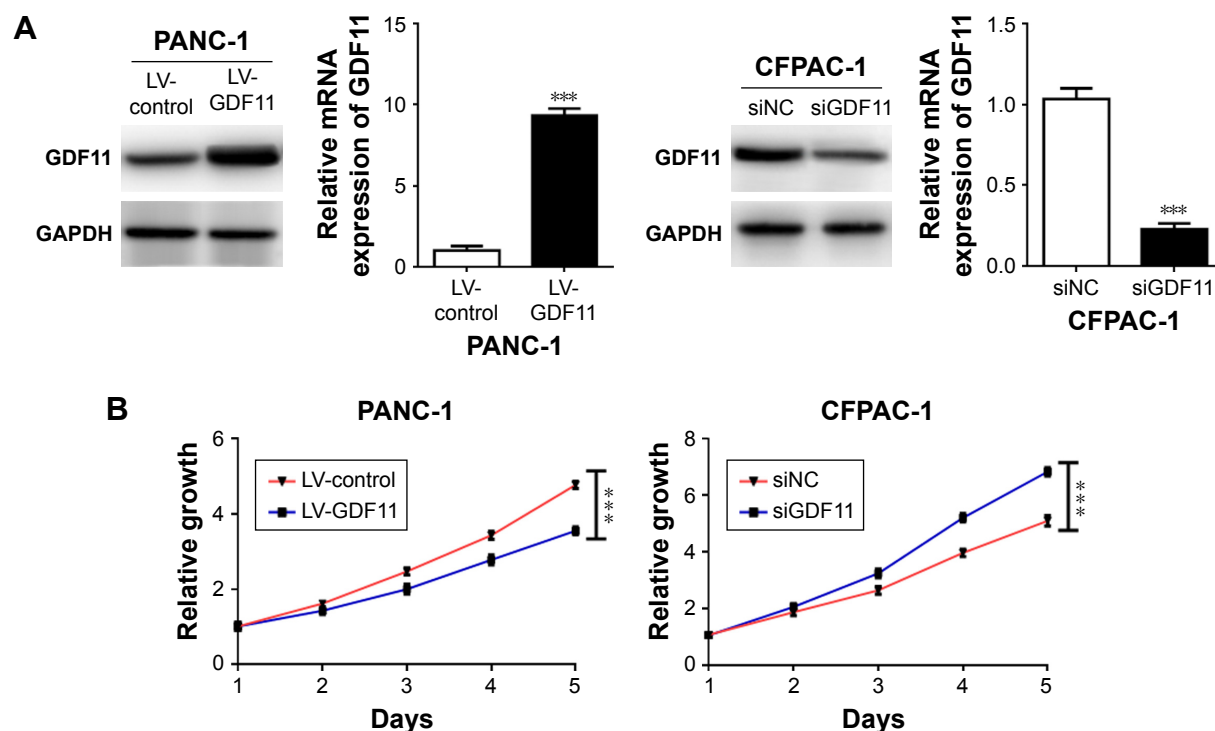 A
PANC-1
LV-
control
LV-
GDF11
GDF11
GAPDH
Relative mRNA
expression of GDF11
15
10
5
0
***
LV-
control
LV-
GDF11
PANC-1
CFPAC-1
siNC
siGDF11
GDF11
GAPDH
Relative mRNA
expression of GDF11
1.5
1.0
0.5
0.0
***
siNC
siGDF11
CFPAC-1
B
PANC-1
Relative growth
6
4
2
0
LV-control
LV-GDF11
***
1 2 3 4 5
Days
CFPAC-1
Relative growth
8
6
4
2
0
siNC
siGDF11
***
1 2 3 4 5
Days